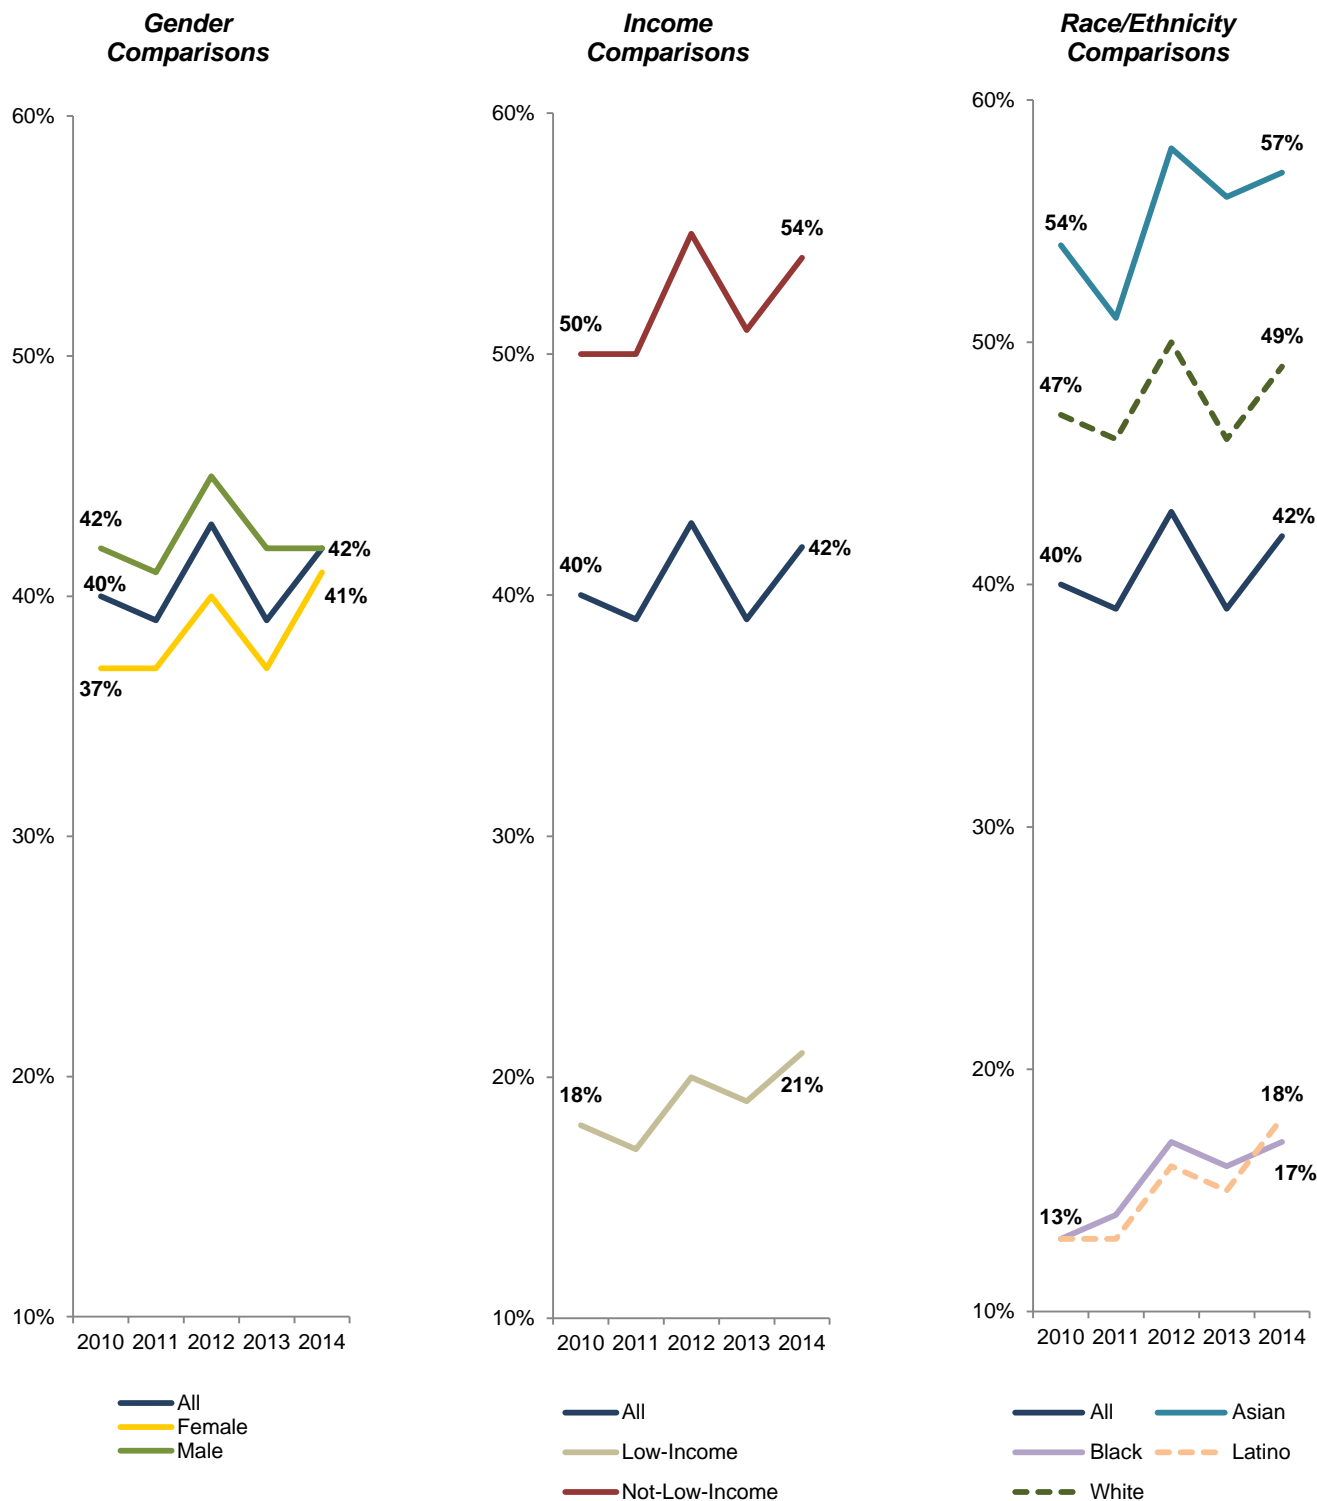 Gender
Comparisons
60%
50%
40%
30%
20%
10%
42%
40%
37%
42%
41%
2010 2011 2012 2013 2014
All
Female
Male
Income
Comparisons
60%
50%
40%
30%
20%
10%
50%
54%
40%
42%
18%
21%
2010 2011 2012 2013 2014
All
Low-Income
Not-Low-Income
Race/Ethnicity
Comparisons
60%
50%
40%
30%
20%
10%
54%
57%
47%
49%
40%
42%
13%
18%
17%
2010 2011 2012 2013 2014
All Asian
Black Latino
White